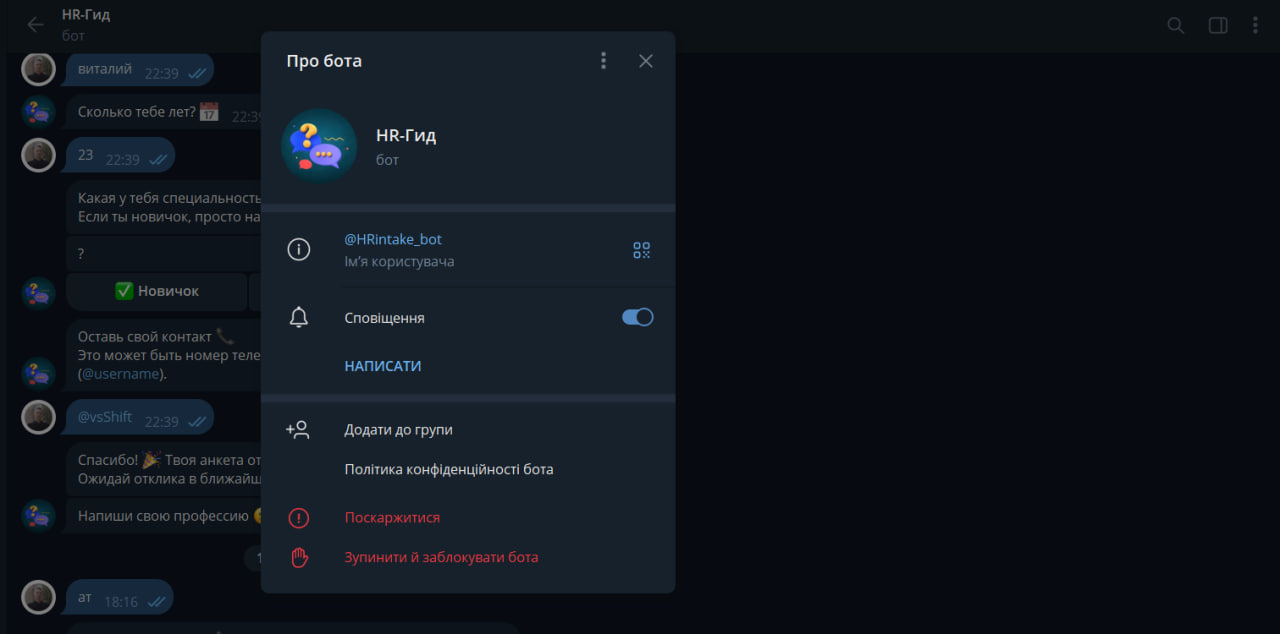 HR-Гид
бот
виталий 22:39
Сколько тебе лет? 17 22:39
23 22:39
Какая у тебя специальность
Если ты новичок, просто на
?
Новичок
Оставь свой контакт
Это может быть номер теле
(@username).
@vsShift 22:39
Спасибо! Твоя анкета от
Ожидай отклика в ближайш
Напиши свою профессию
ат 18:16
Про бота
HR-Гид
бот
@HRintake_bot
Ім’я користувача
Сповіщення
НАПИСАТИ
Додати до групи
Політика конфіденційності бота
Поскаржитися
Зупинити й заблокувати бота